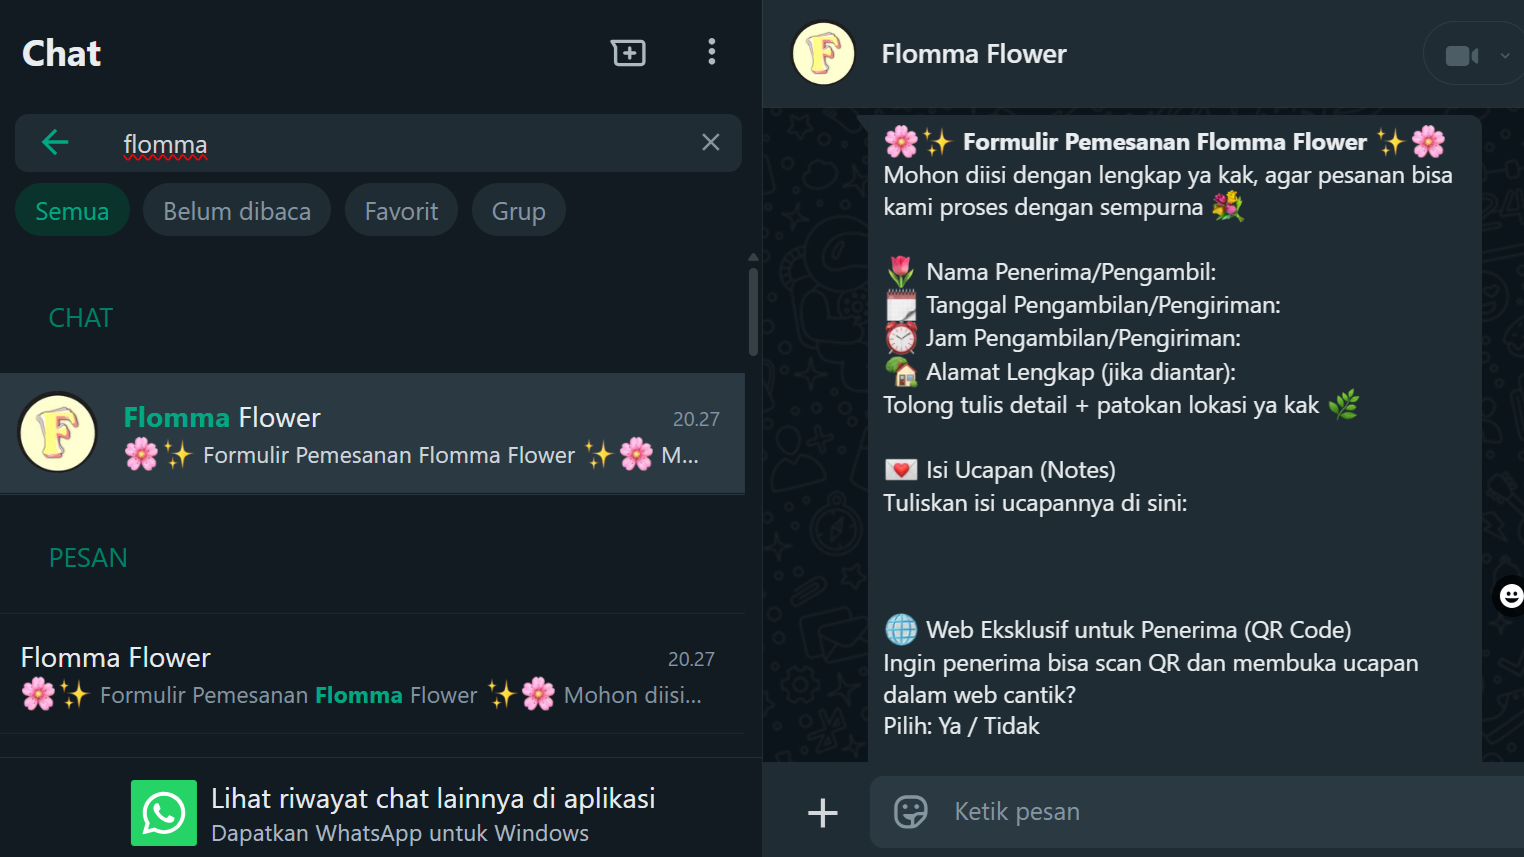 Chat
flomma
Semua
Belum dibaca
Favorit
Grup
CHAT
F
Flomma Flower
20.27
🌸✨ Formulir Pemesanan Flomma Flower ✨🌸 M...
PESAN
Flomma Flower
20.27
🌸✨ Formulir Pemesanan Flomma Flower ✨🌸 Mohon diisi...
Lihat riwayat chat lainnya di aplikasi
Dapatkan WhatsApp untuk Windows
F
Flomma Flower
🌸✨ Formulir Pemesanan Flomma Flower ✨🌸
Mohon diisi dengan lengkap ya kak, agar pesanan bisa
kami proses dengan sempurna 💐
🌷 Nama Penerima/Pengambil:
🗓️ Tanggal Pengambilan/Pengiriman:
⏰ Jam Pengambilan/Pengiriman:
🏡 Alamat Lengkap (jika diantar):
Tolong tulis detail + patokan lokasi ya kak 🌿
💌 Isi Ucapan (Notes)
Tuliskan isi ucapannya di sini:
🌐 Web Eksklusif untuk Penerima (QR Code)
Ingin penerima bisa scan QR dan membuka ucapan
dalam web cantik?
Pilih: Ya / Tidak
Ketik pesan